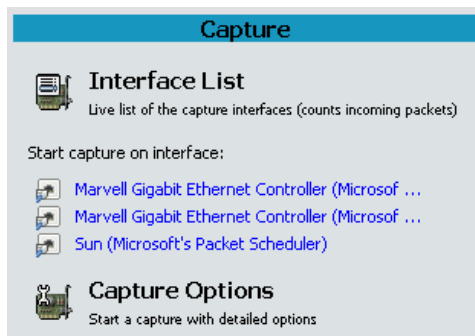 Capture
Interface List
Live list of the capture interfaces (counts incoming packets)
Start capture on interface:
Marvell Gigabit Ethernet Controller (Microsof ...
Marvell Gigabit Ethernet Controller (Microsof ...
Sun (Microsoft's Packet Scheduler)
Capture Options
Start a capture with detailed options